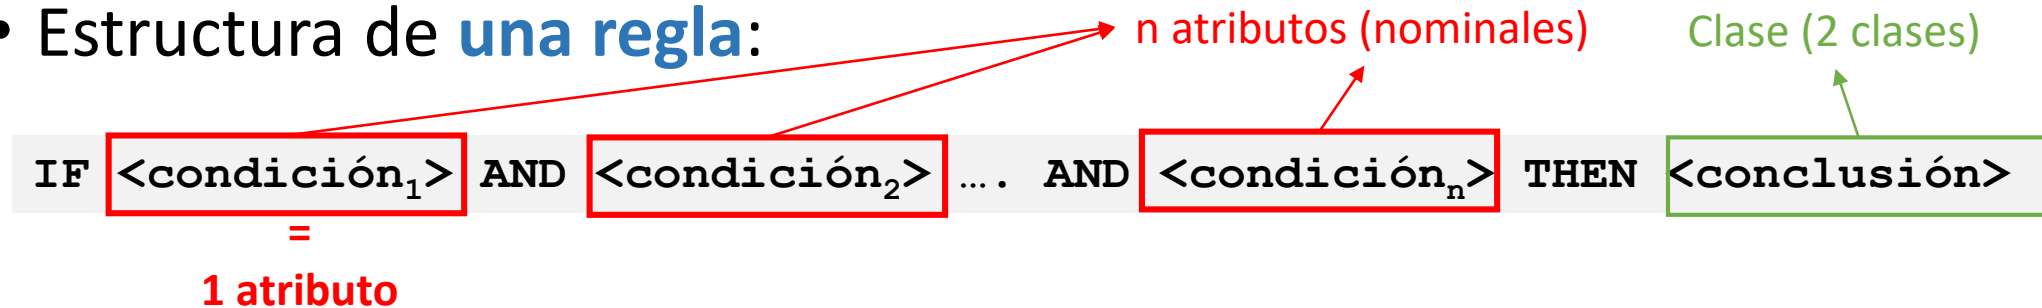 • Estructura de una regla:
n atributos (nominales)
Clase (2 clases)
IF <condición₁> AND <condición₂> …. AND <condiciónₙ> THEN <conclusión>
=
1 atributo